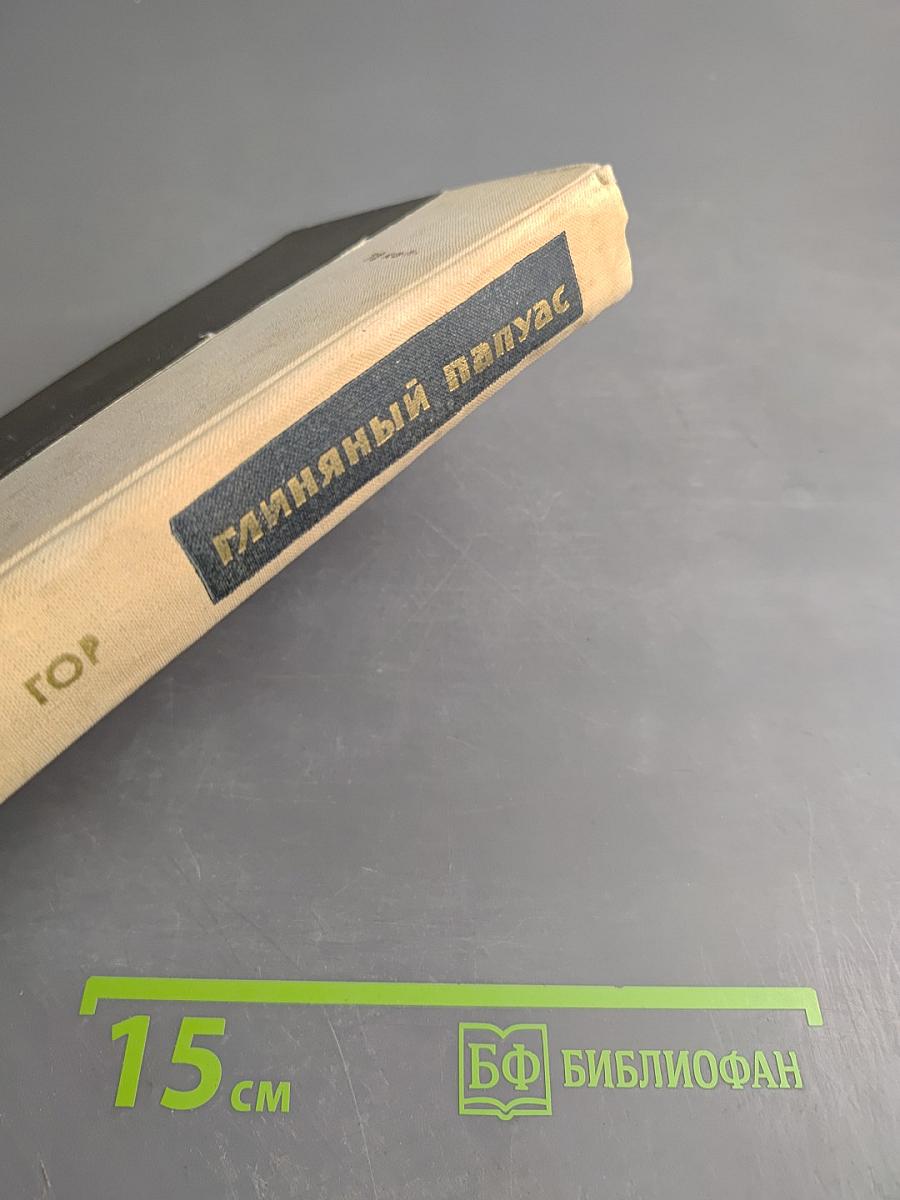 глиняный папуас
ГОР
15 см
БФ БИБЛИОФАН